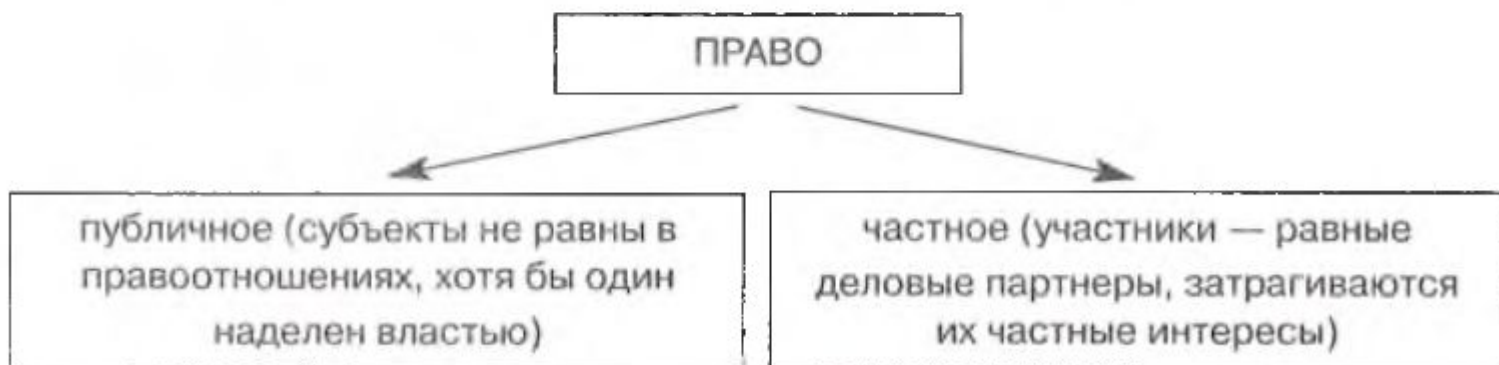 ПРАВО
публичное (субъекты не равны в
правоотношениях, хотя бы один
наделен властью)
частное (участники — равные
деловые партнеры, затрагиваются
их частные интересы)